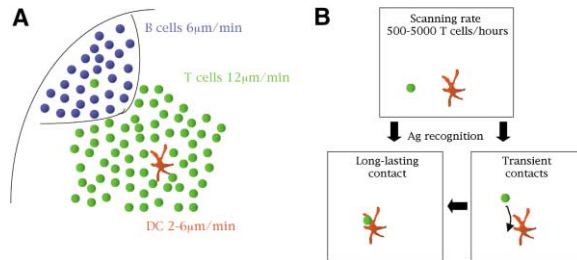 A
B cells 6µm/min
T cells 12µm/min
DC 2-6µm/min
B
Scanning rate
500-5000 T cells/hours
Ag recognition
Long-lasting
contact
Transient
contacts